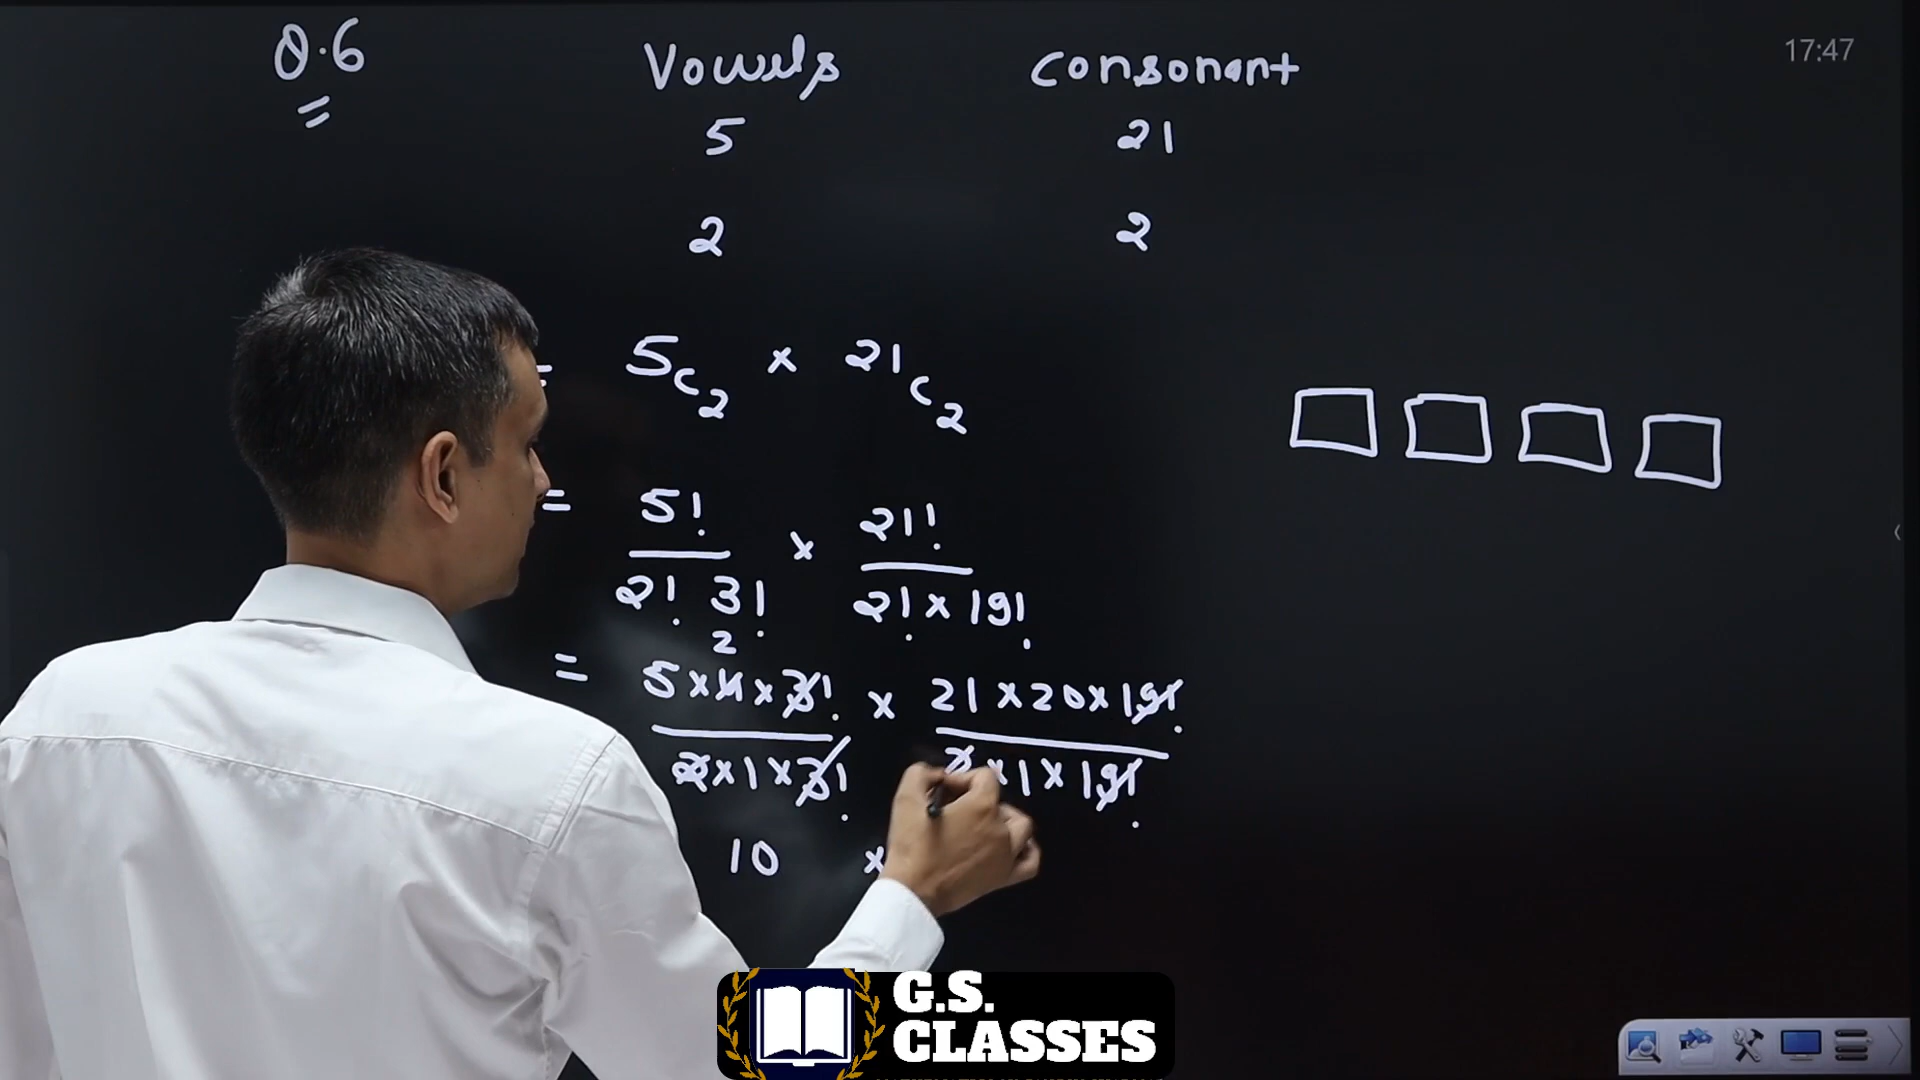 Q.6 Vowels Consonant 17:47
5 21
2 2
= 5C2 × 21C2
= 5! / 2! 3! × 21! / 2! × 19!
2
= 5×4×3! / 2×1×3! × 21×20×19! / 2×1×19!
10 ×
G.S.
CLASSES